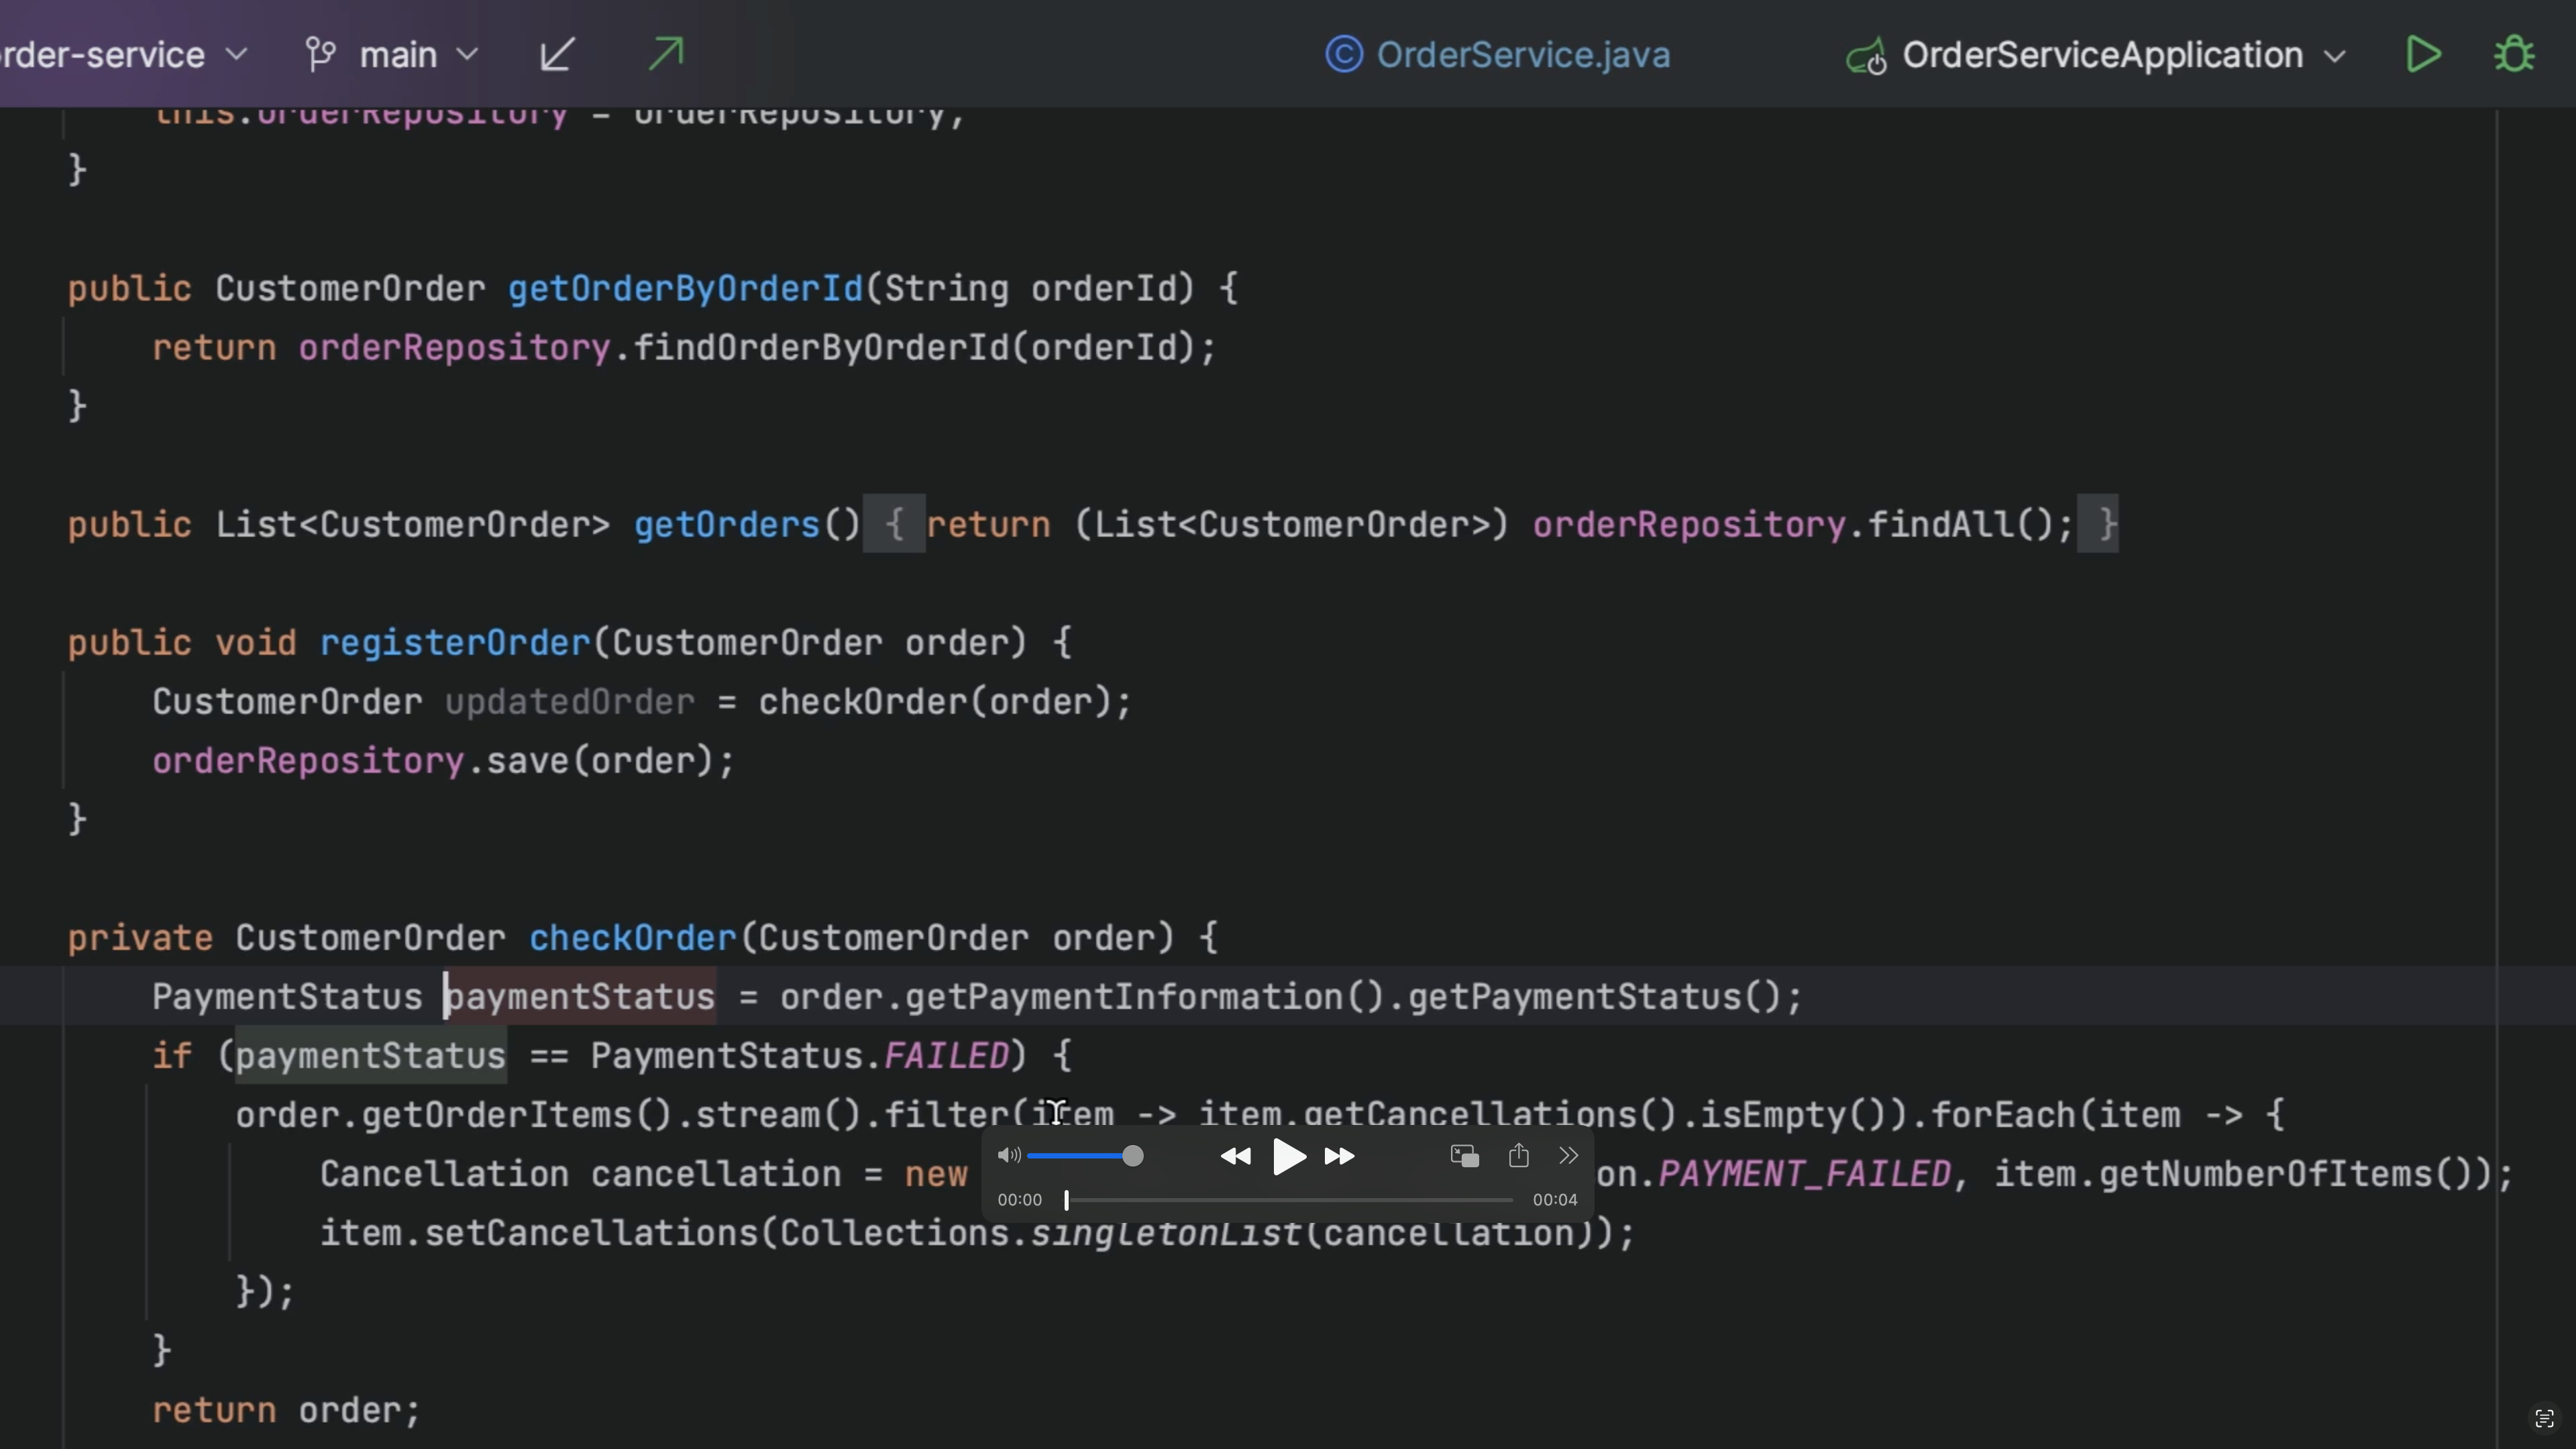 rder-service main OrderService.java OrderServiceApplication
this.orderRepository = orderRepository;
}
public CustomerOrder getOrderByOrderId(String orderId) {
return orderRepository.findOrderByOrderId(orderId);
}
public List<CustomerOrder> getOrders() { return (List<CustomerOrder>) orderRepository.findAll(); }
public void registerOrder(CustomerOrder order) {
CustomerOrder updatedOrder = checkOrder(order);
orderRepository.save(order);
}
private CustomerOrder checkOrder(CustomerOrder order) {
PaymentStatus paymentStatus = order.getPaymentInformation().getPaymentStatus();
if (paymentStatus == PaymentStatus.FAILED) {
order.getOrderItems().stream().filter(item -> item.getCancellations().isEmpty()).forEach(item -> {
Cancellation cancellation = new on.PAYMENT_FAILED, item.getNumberOfItems());
00:00 00:04
item.setCancellations(Collections.singletonList(cancellation));
});
}
return order;